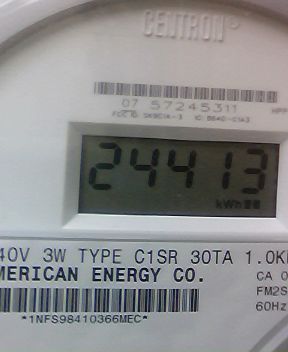 CENTRON®
07 57245311
24413
kWh
40V 3W TYPE C1SR 30TA 1.0K
MERICAN ENERGY CO.
CA 0
FM2S
60Hz
*1NFS98410366MEC*